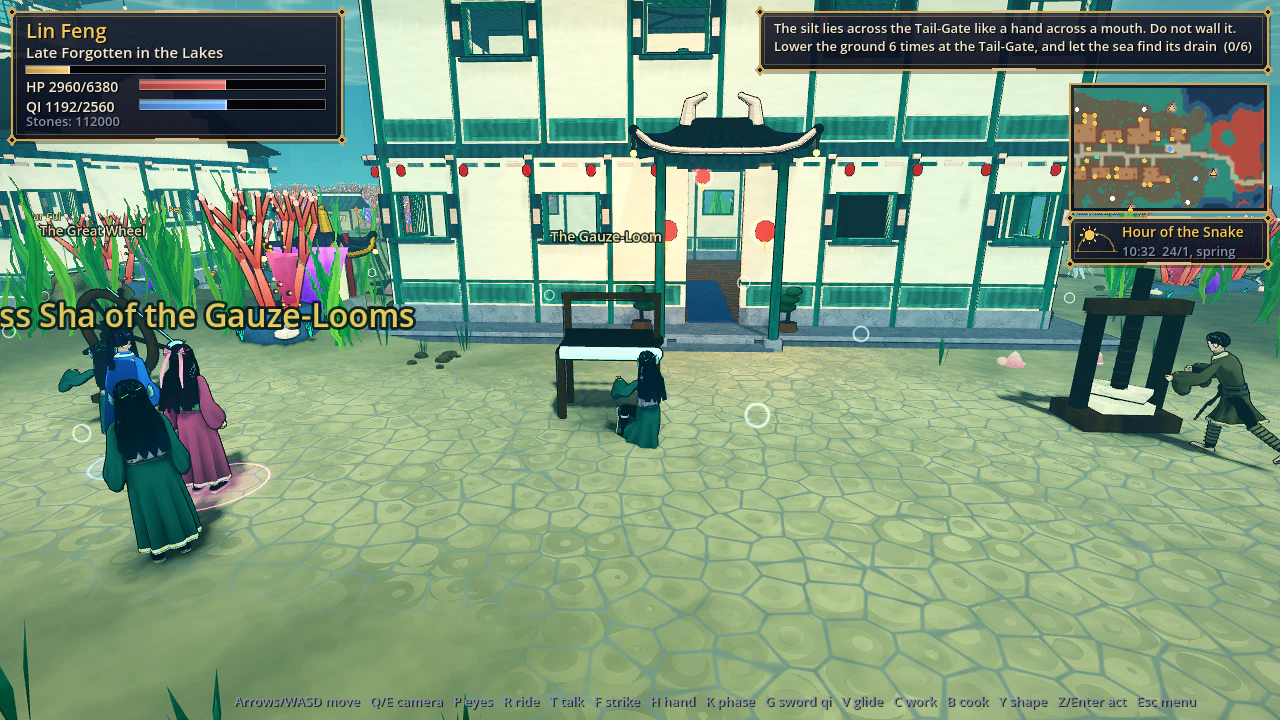 Lin Feng
Late Forgotten in the Lakes
HP 2960/6380
QI 1192/2560
Stones: 112000
The silt lies across the Tail-Gate like a hand across a mouth. Do not wall it.
Lower the ground 6 times at the Tail-Gate, and let the sea find its drain (0/6)
Hour of the Snake
10:32 24/1, spring
The Great Wheel
The Gauze-Loom
ss Sha of the Gauze-Looms
Arrows/WASD move Q/E camera P eyes R ride T talk F strike H hand K phase G sword qi V glide C work B cook Y shape Z/Enter act Esc menu